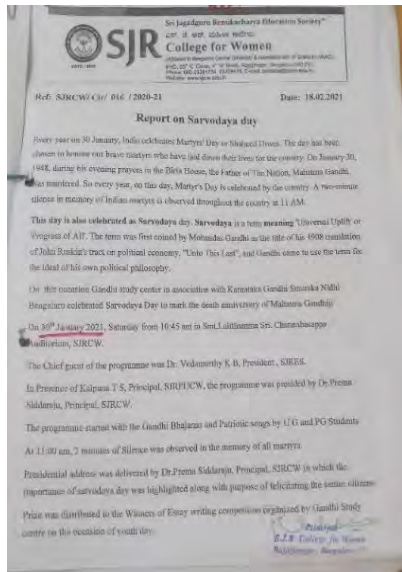 Sri Jagadguru Renukacharya Education Society
SJR
College for Women
Ref: SJRCW/ Cir/ 016 /2020-21 Date: 18.02.2021
Report on Sarvodaya day
Every year on 30 January, India celebrates Martyrs' Day or Shaheed Diwas. The day has been
chosen to honour our brave martyrs who have laid down their lives for the country. On January 30,
1948, during his evening prayers in the Birla House, the Father of The Nation, Mahatma Gandhi,
was murdered. So every year, on this day, Martyr's Day is celebrated by the country. A two-minute
silence in memory of Indian martyrs is observed throughout the country at 11 AM.
This day is also celebrated as Sarvodaya day. Sarvodaya is a term meaning 'Universal Uplift' or
'Progress of All'. The term was first coined by Mohandas Gandhi as the title of his 1908 translation
of John Ruskin's tract on political economy, "Unto This Last", and Gandhi came to use the term for
the ideal of his own political philosophy.
On this occasion Gandhi study center in association with Karnataka Gandhi Smaraka Nidhi
Bengaluru celebrated Sarvodaya Day to mark the death anniversary of Mahatma Gandhiji
On 30th January 2021, Saturday from 10:45 am in Smt. Lalithamma Sri. Channabasappa
Auditorium, SJRCW.
The Chief guest of the programme was Dr. Vedamurthy K B, President, SJRES.
In Presence of Kalpana T S, Principal, SJRPUCW, the programme was presided by Dr.Prema
Siddaraju, Principal, SJRCW.
The programme started with the Gandhi Bhajans and Patriotic songs by UG and PG Students
At 11:00 am, 2 minutes of Silence was observed in the memory of all martyrs
Presidential address was delivered by Dr.Prema Siddaraju, Principal, SJRCW in which the
importance of sarvodaya day was highlighted along with purpose of felicitating the senior citizens
Prize was distributed to the Winners of Essay writing competition organized by Gandhi Study
centre on the occasion of youth day.
Principal
S.J.R College for Women
Rajajinagar, Bengaluru